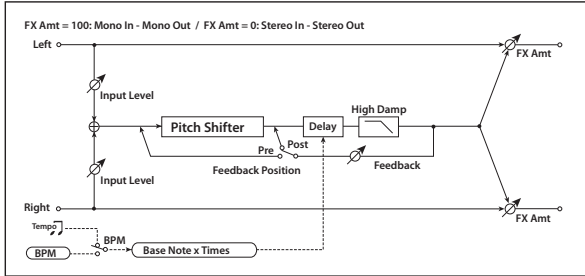 FX Amt = 100: Mono In - Mono Out / FX Amt = 0: Stereo In - Stereo Out
Left
FX Amt
Input Level
High Damp
Pitch Shifter
Delay
Post
Pre
Feedback Position
Feedback
Input Level
Right
FX Amt
Tempo
BPM
BPM
Base Note x Times